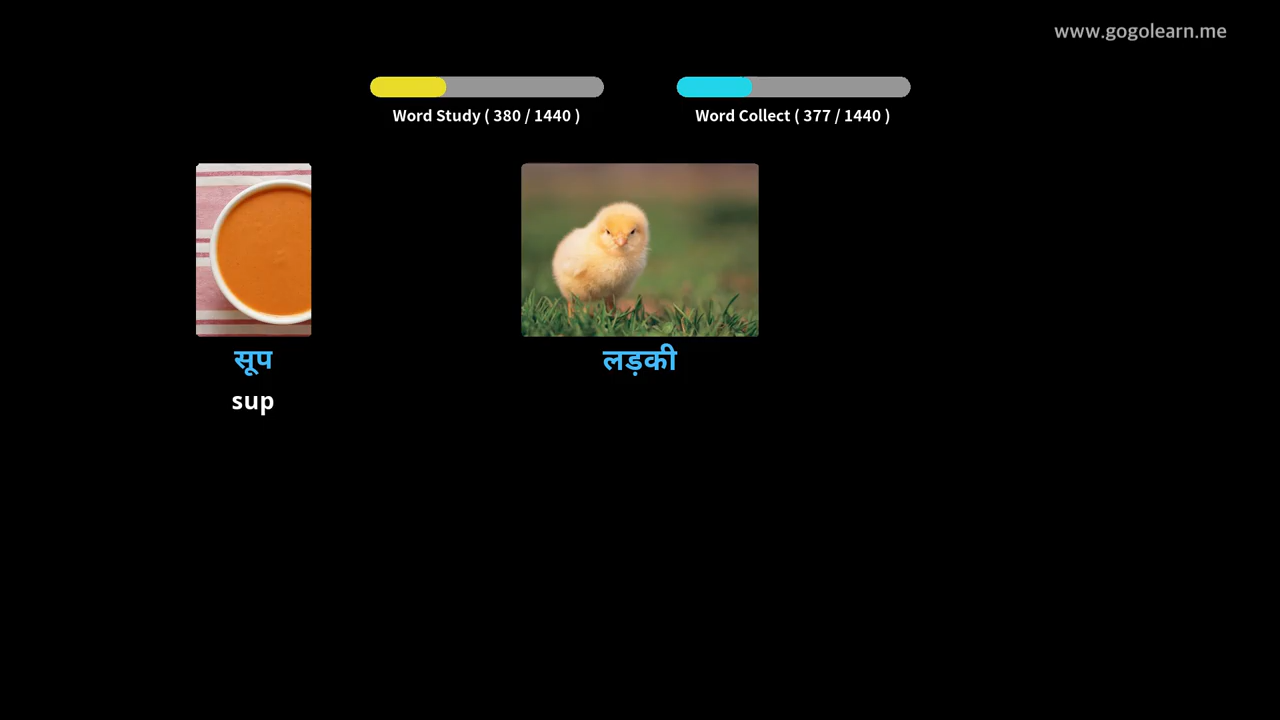 www.gogolearn.me
Word Study ( 380 / 1440 )
Word Collect ( 377 / 1440 )
सूप
लड़की
sup